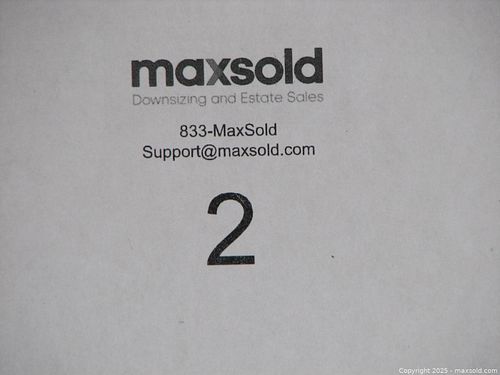 maxsold
Downsizing and Estate Sales
833-MaxSold
Support@maxsold.com
2
Copyright 2025 - maxsold.com